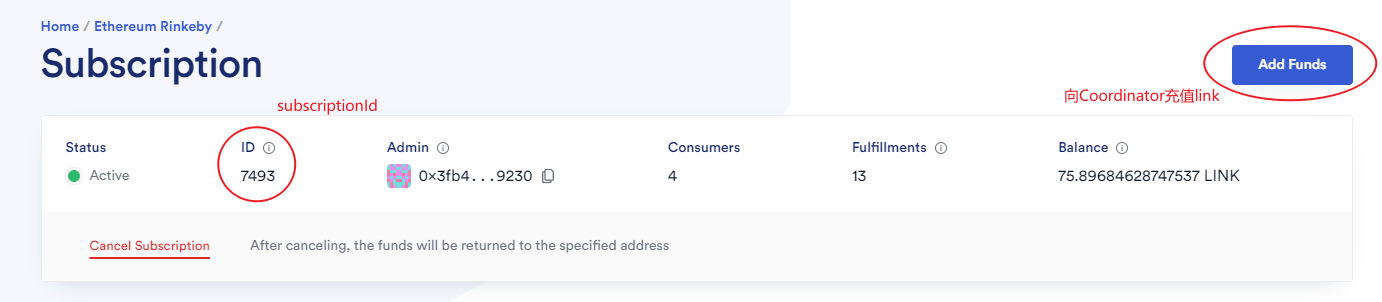 Home / Ethereum Rinkeby /
Subscription
Add Funds
subscriptionId
向Coordinator充值link
Status
ID
Admin
Consumers
Fulfillments
Balance
Active
7493
0x3fb4...9230
4
13
75.89684628747537 LINK
Cancel Subscription
After canceling, the funds will be returned to the specified address